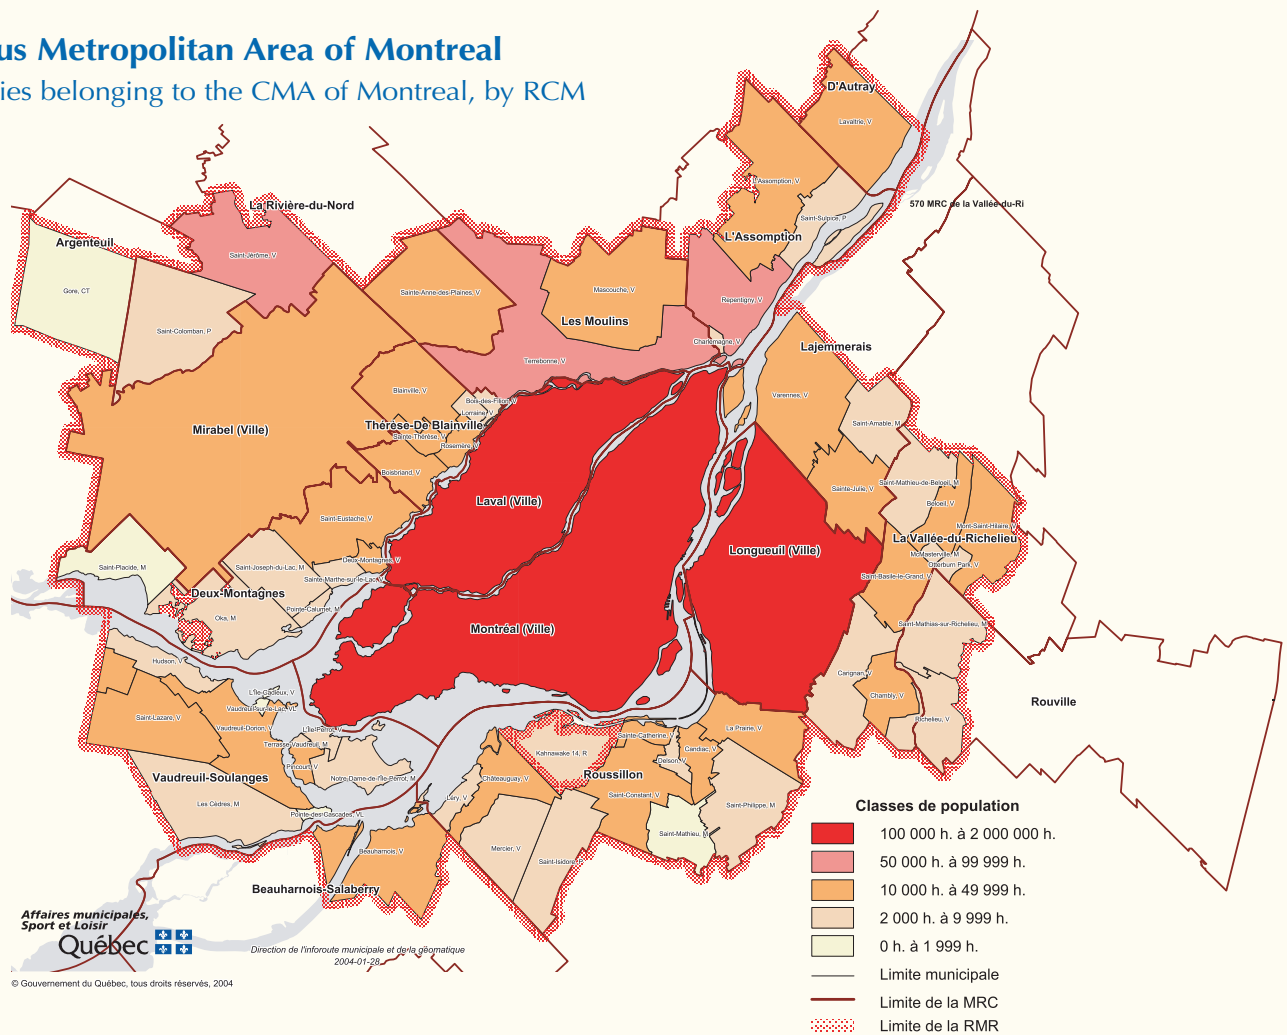 us Metropolitan Area of Montreal
ies belonging to the CMA of Montreal, by RCM
D'Autray
Lavaltrie, V
L'Assomption, V
570 MRC de la Vallée-du-Ri
La Rivière-du-Nord
Saint-Sulpice, P
Argenteuil
L'Assomption
Saint-Jérôme, V
Gore, CT
Sainte-Anne-des-Plaines, V
Mascouche, V
Repentigny, V
Les Moulins
Saint-Colomban, P
Charlemagne, V
Lajemmerais
Terrebonne, V
Blainville, V
Varennes, V
Bois-des-Filion, V
Lorraine, V
Saint-Amable, M
Mirabel (Ville)
Thérèse-De Blainville
Sainte-Thérèse, V
Rosemère, V
Boisbriand, V
Saint-Mathieu-de-Beloeil, M
Sainte-Julie, V
Laval (Ville)
Beloeil, V
Saint-Eustache, V
Mont-Saint-Hilaire, V
La Vallée-du-Richelieu
Longueuil (Ville)
McMasterville, M
Otterburn Park, V
Deux-Montagnes, V
Saint-Placide, M
Saint-Joseph-du-Lac, M
Sainte-Marthe-sur-le-Lac, V
Saint-Basile-le-Grand, V
Deux-Montagnes
Pointe-Calumet, M
Oka, M
Montréal (Ville)
Saint-Mathias-sur-Richelieu, M
Hudson, V
Carignan, V
L'Île-Cadieux, V
Chambly, V
Rouville
Vaudreuil-sur-le-Lac, VL
Saint-Lazare, V
Richelieu, V
Vaudreuil-Dorion, V
L'Île-Perrot, V
La Prairie, V
Sainte-Catherine, V
Terrasse-Vaudreuil, M
Candiac, V
Kahnawake 14, R
Delson, V
Pincourt, V
Roussillon
Vaudreuil-Soulanges
Notre-Dame-de-l'Île-Perrot, M
Châteauguay, V
Saint-Constant, V
Léry, V
Les Cèdres, M
Saint-Philippe, M
Pointe-des-Cascades, VL
Saint-Mathieu, M
Mercier, V
Beauharnois, V
Saint-Isidore, P
Beauharnois-Salaberry
Classes de population
100 000 h. à 2 000 000 h.
50 000 h. à 99 999 h.
10 000 h. à 49 999 h.
2 000 h. à 9 999 h.
0 h. à 1 999 h.
Limite municipale
Limite de la MRC
Limite de la RMR
Affaires municipales,
Sport et Loisir
Québec
Direction de l'inforoute municipale et de la géomatique
2004-01-28
© Gouvernement du Québec, tous droits réservés, 2004